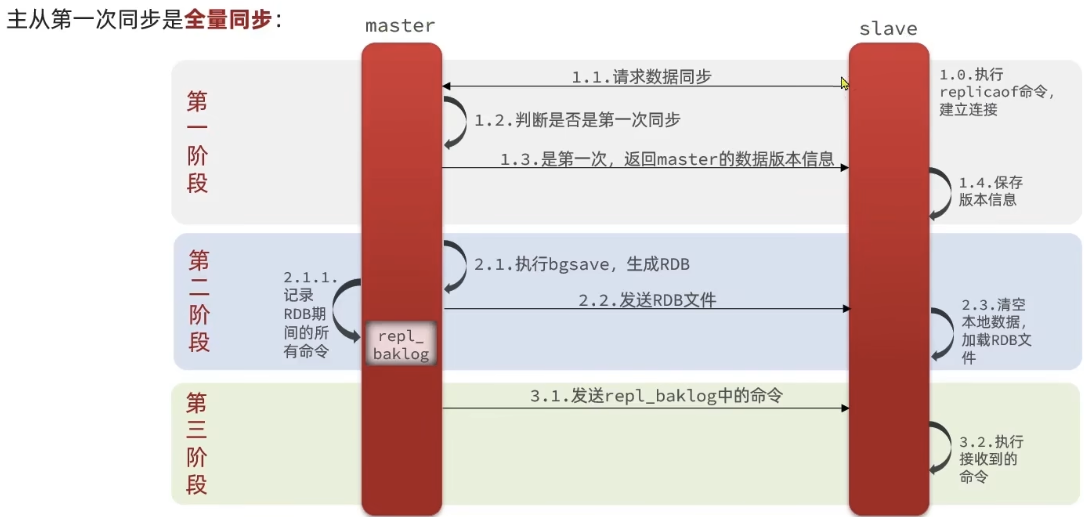 主从第一次同步是全量同步：
master
slave
第
一
阶
段
1.0.执行
replicaof命令，
建立连接
1.1.请求数据同步
1.2.判断是否是第一次同步
1.3.是第一次，返回master的数据版本信息
1.4.保存
版本信息
第
二
阶
段
2.1.执行bgsave，生成RDB
2.1.1.
记录
RDB期
间的所
有命令
repl_
baklog
2.2.发送RDB文件
2.3.清空
本地数据，
加载RDB文
件
第
三
阶
段
3.1.发送repl_baklog中的命令
3.2.执行
接收到的
命令